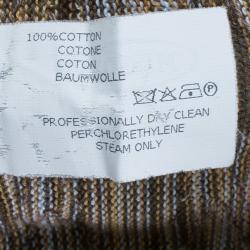 100%COTTON
COTONE
COTON
BAUMWOLLE
P
PROFESSIONALLY DRY CLEAN
PERCHLORETHYLENE
STEAM ONLY